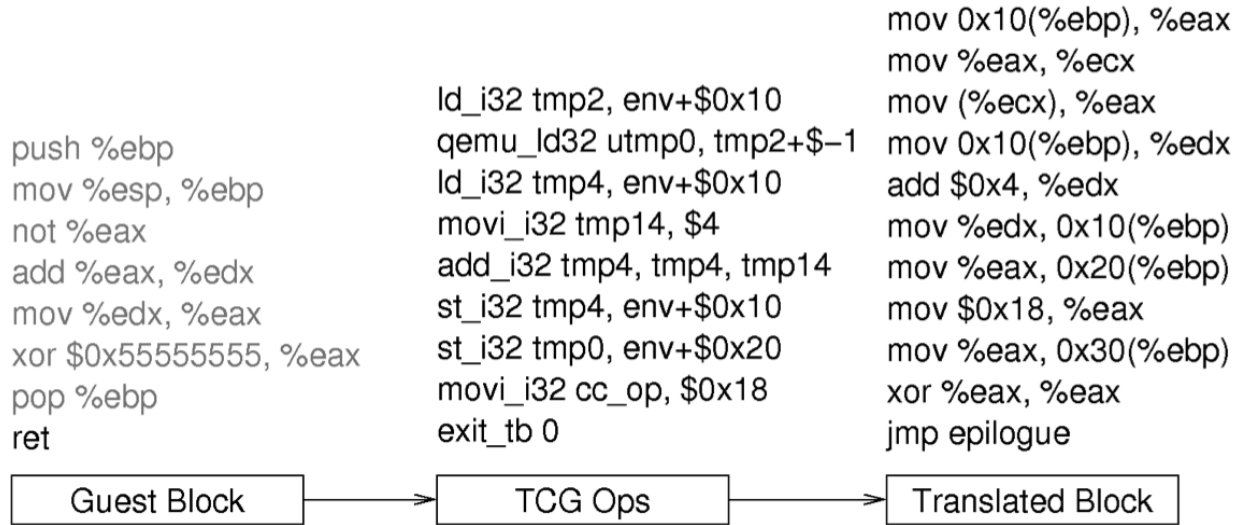 push %ebp
mov %esp, %ebp
not %eax
add %eax, %edx
mov %edx, %eax
xor $0x55555555, %eax
pop %ebp
ret
Guest Block
ld_i32 tmp2, env+$0x10
qemu_ld32 utmp0, tmp2+$−1
ld_i32 tmp4, env+$0x10
movi_i32 tmp14, $4
add_i32 tmp4, tmp4, tmp14
st_i32 tmp4, env+$0x10
st_i32 tmp0, env+$0x20
movi_i32 cc_op, $0x18
exit_tb 0
TCG Ops
mov 0x10(%ebp), %eax
mov %eax, %ecx
mov (%ecx), %eax
mov 0x10(%ebp), %edx
add $0x4, %edx
mov %edx, 0x10(%ebp)
mov %eax, 0x20(%ebp)
mov $0x18, %eax
mov %eax, 0x30(%ebp)
xor %eax, %eax
jmp epilogue
Translated Block